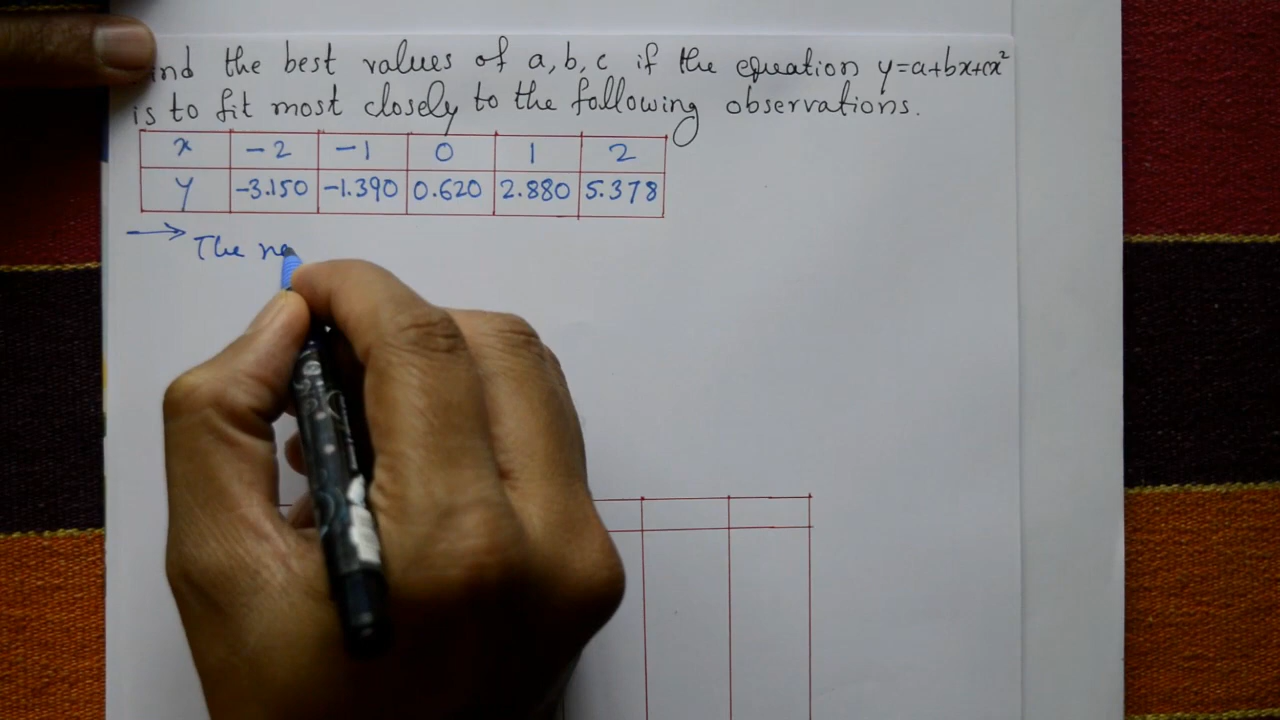 ind the best values of a, b, c if the equation y=a+bx+cx²
is to fit most closely to the following observations.
x -2 -1 0 1 2
y -3.150 -1.390 0.620 2.880 5.378
→ The ne